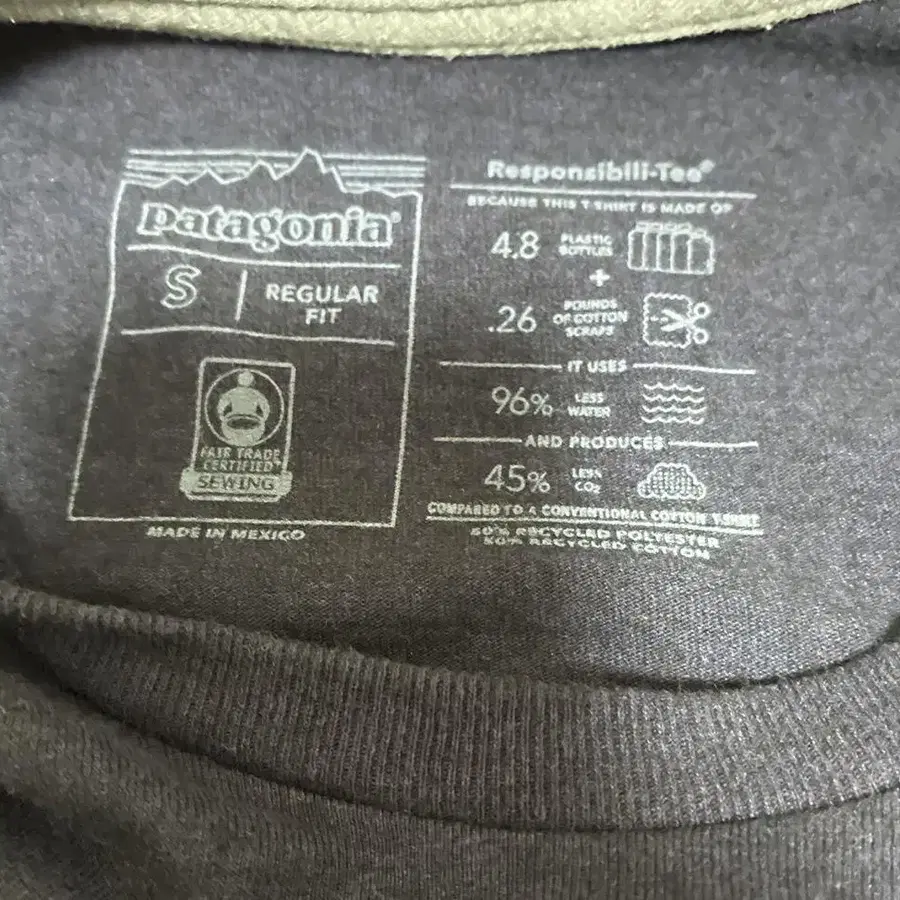 patagonia®
S | REGULAR
FIT
FAIR TRADE
CERTIFIED™
SEWING
MADE IN MEXICO
Responsibili-Tee®
BECAUSE THIS T-SHIRT IS MADE OF
4.8 PLASTIC
BOTTLES
+
.26 POUNDS
OF COTTON
SCRAPS
IT USES
96% LESS
WATER
AND PRODUCES
45% LESS
CO₂
COMPARED TO A CONVENTIONAL COTTON T-SHIRT
50% RECYCLED POLYESTER
50% RECYCLED COTTON